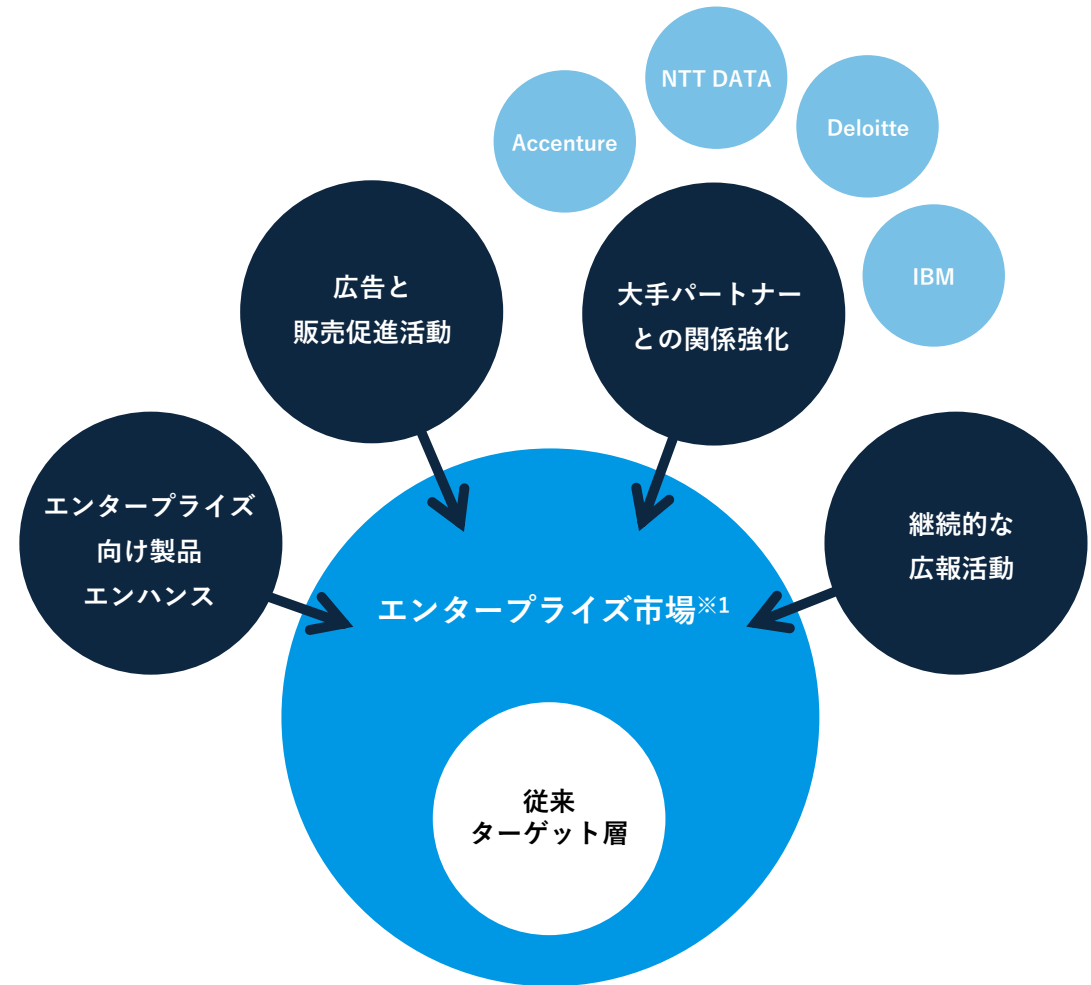 NTT DATA
Accenture
Deloitte
IBM
広告と
販売促進活動
大手パートナー
との関係強化
エンタープライズ
向け製品
エンハンス
継続的な
広報活動
エンタープライズ市場※1
従来
ターゲット層